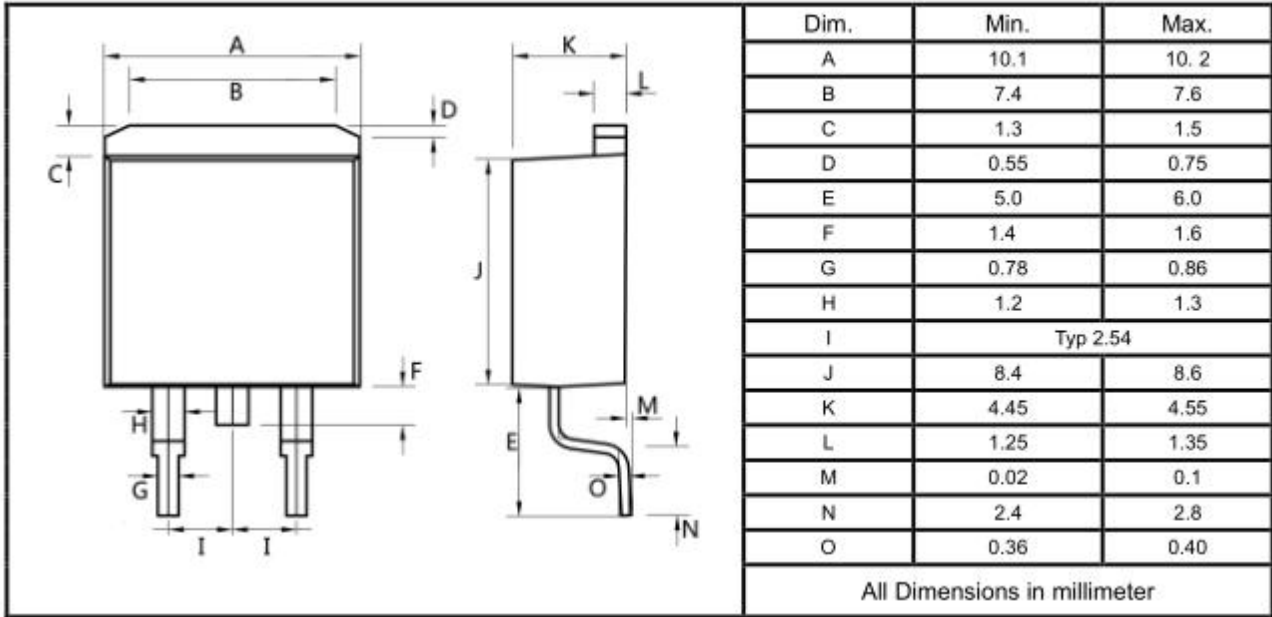 A
B
D
C
F
H
G
I I
K
L
J
M
E
O
N
Dim. Min. Max.
A 10.1 10. 2
B 7.4 7.6
C 1.3 1.5
D 0.55 0.75
E 5.0 6.0
F 1.4 1.6
G 0.78 0.86
H 1.2 1.3
I Typ 2.54
J 8.4 8.6
K 4.45 4.55
L 1.25 1.35
M 0.02 0.1
N 2.4 2.8
O 0.36 0.40
All Dimensions in millimeter